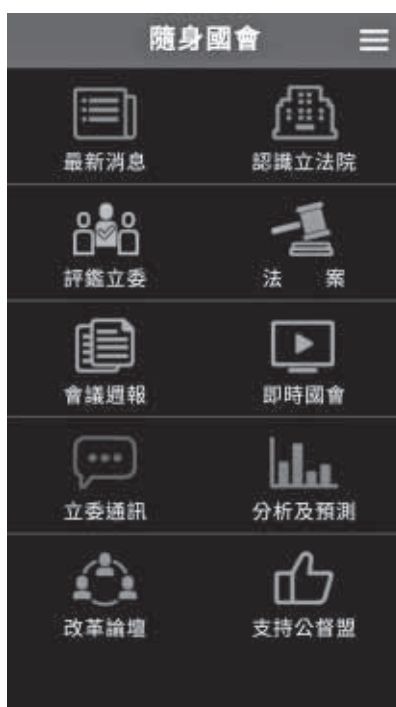 隨身國會
最新消息 認識立法院
評鑑立委 法 案
會議週報 即時國會
立委通訊 分析及預測
改革論壇 支持公督盟